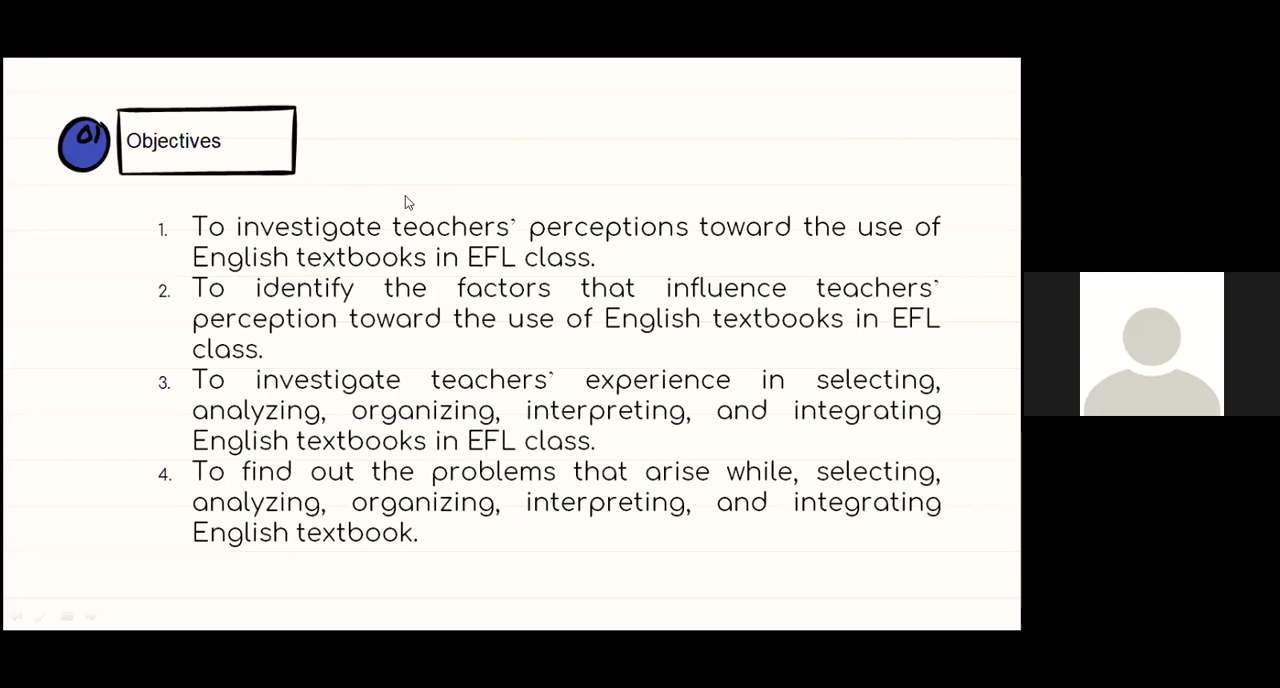 01
Objectives
1. To investigate teachers' perceptions toward the use of
English textbooks in EFL class.
2. To identify the factors that influence teachers'
perception toward the use of English textbooks in EFL
class.
3. To investigate teachers' experience in selecting,
analyzing, organizing, interpreting, and integrating
English textbooks in EFL class.
4. To find out the problems that arise while, selecting,
analyzing, organizing, interpreting, and integrating
English textbook.